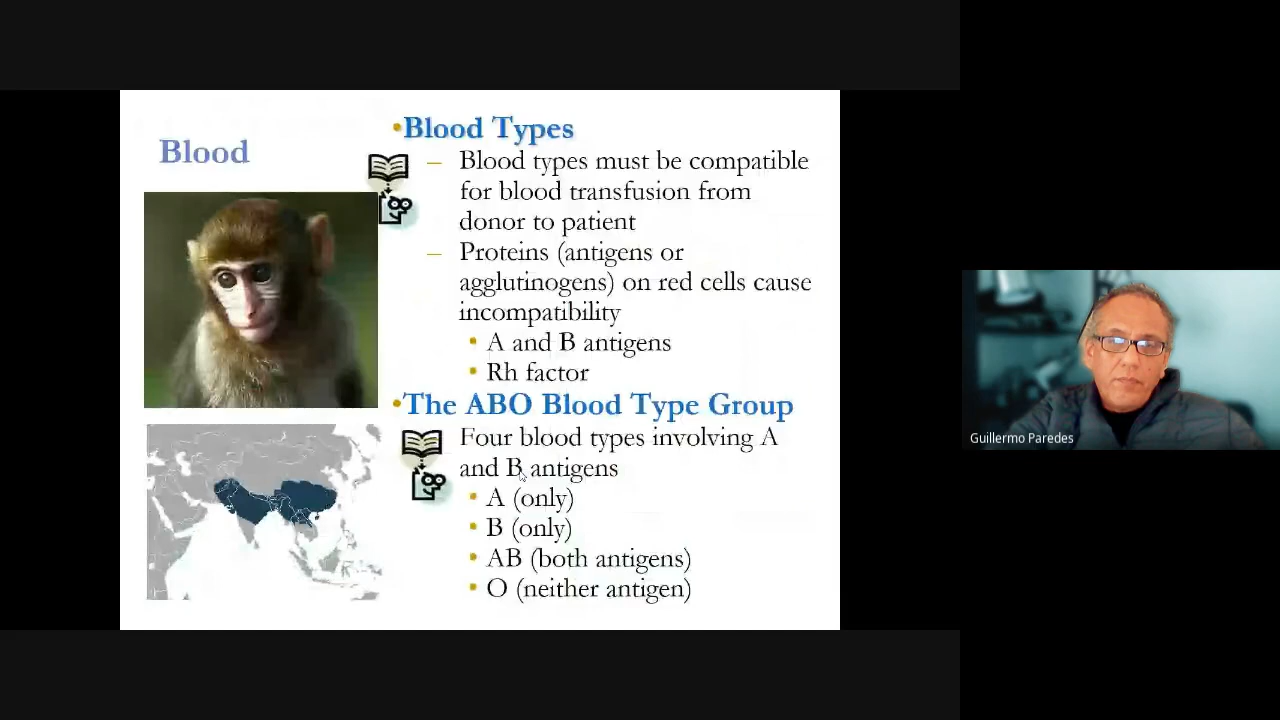 Blood
•Blood Types
– Blood types must be compatible
for blood transfusion from
donor to patient
– Proteins (antigens or
agglutinogens) on red cells cause
incompatibility
• A and B antigens
• Rh factor
•The ABO Blood Type Group
Four blood types involving A
and B antigens
• A (only)
• B (only)
• AB (both antigens)
• O (neither antigen)
Guillermo Paredes